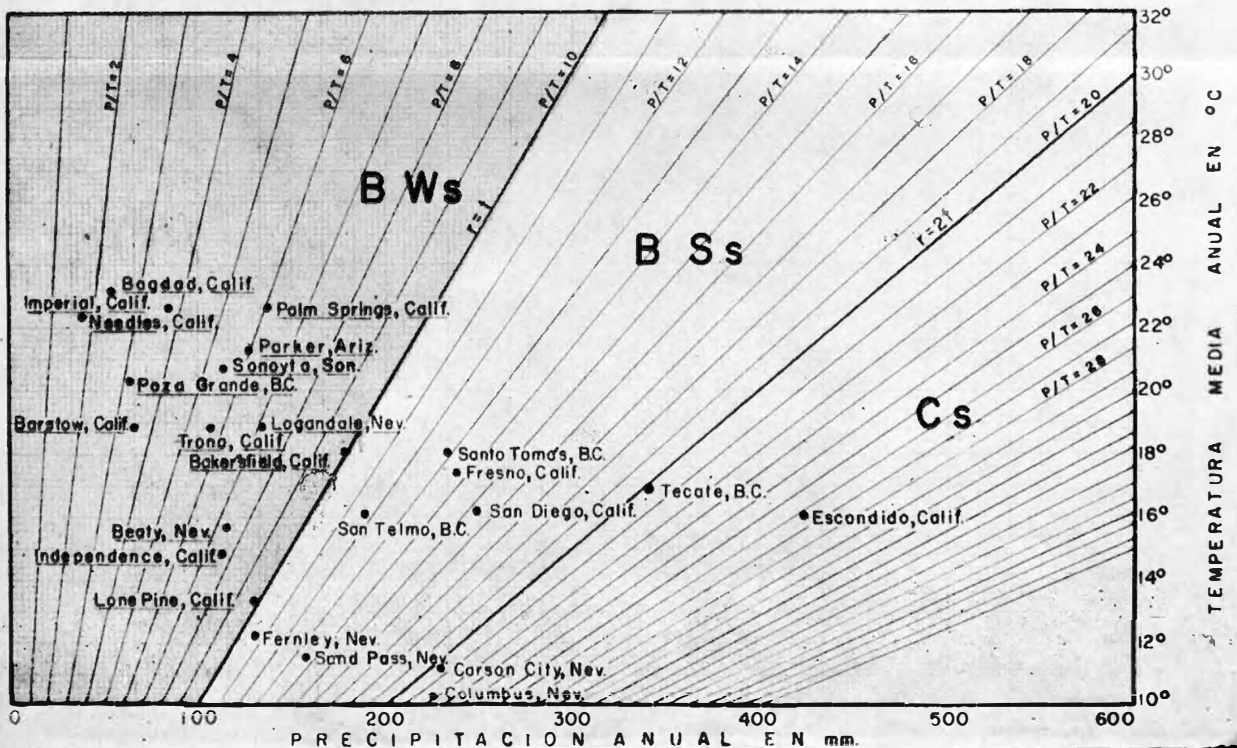 P/T= 2
P/T= 4
P/T= 6
P/T= 8
P/T= 10
P/T= 12
P/T= 14
P/T= 16
P/T= 18
P/T= 20
P/T= 22
P/T= 24
P/T= 26
P/T= 28
32°
30°
28°
26°
24°
22°
20°
18°
16°
14°
12°
10°
TEMPERATURA MEDIA ANUAL EN °C
B Ws
r=t
B Ss
r=2t
Cs
Bagdad, Calif.
Imperial, Calif.
Needles, Calif.
Palm Springs, Calif.
Parker, Ariz.
Sonoyta, Son.
Poza Grande, B.C.
Barstow, Calif.
Logandale, Nev.
Trona, Calif.
Bakersfield, Calif.
Santo Toma's, B.C.
Fresno, Calif.
Tecate, B.C.
San Diego, Calif.
San Telmo, B.C.
Escondido, Calif.
Beaty, Nev.
Independence, Calif.
Lone Pine, Calif.
Fernley, Nev.
Sand Pass, Nev.
Carson City, Nev.
Columbus, Nev.
0 100 200 300 400 500 600
PRECIPITACION ANUAL EN mm.